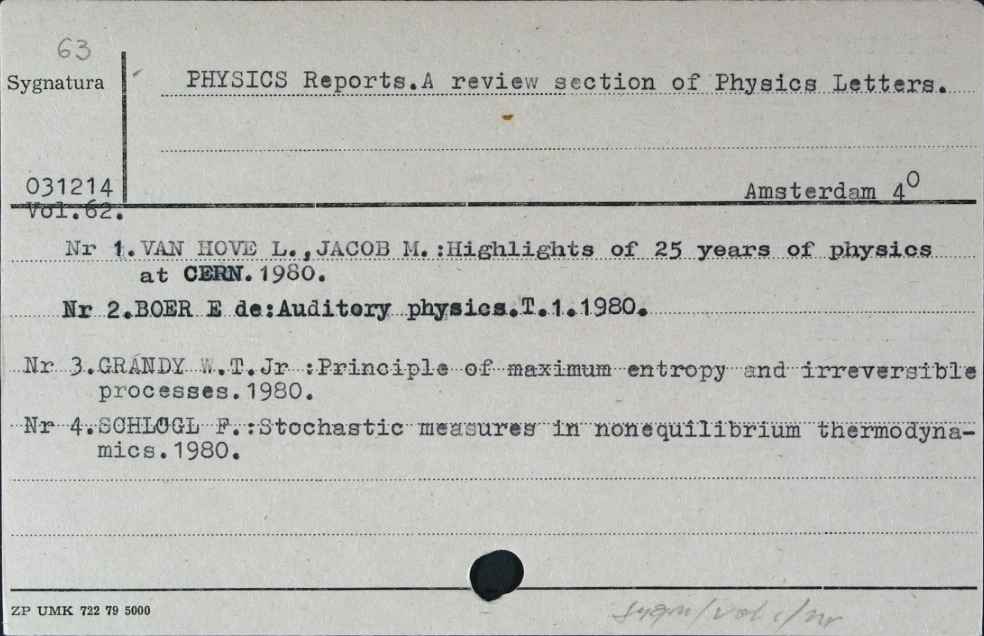 63
Sygnatura
PHYSICS Reports.A review section of Physics Letters.
031214
Amsterdam 4⁰
Vol.62.
Nr 1.VAN HOVE L.,JACOB M.:Highlights of 25 years of physics
at CERN.1980.
Nr 2.BOER E de:Auditory physics.T.1.1980.
Nr 3.GRANDY W.T.Jr :Principle of maximum entropy and irreversible
processes.1980.
Nr 4.SCHLOGL F.:Stochastic measures in nonequilibrium thermodyna-
mics.1980.
ZP UMK 722 79 5000